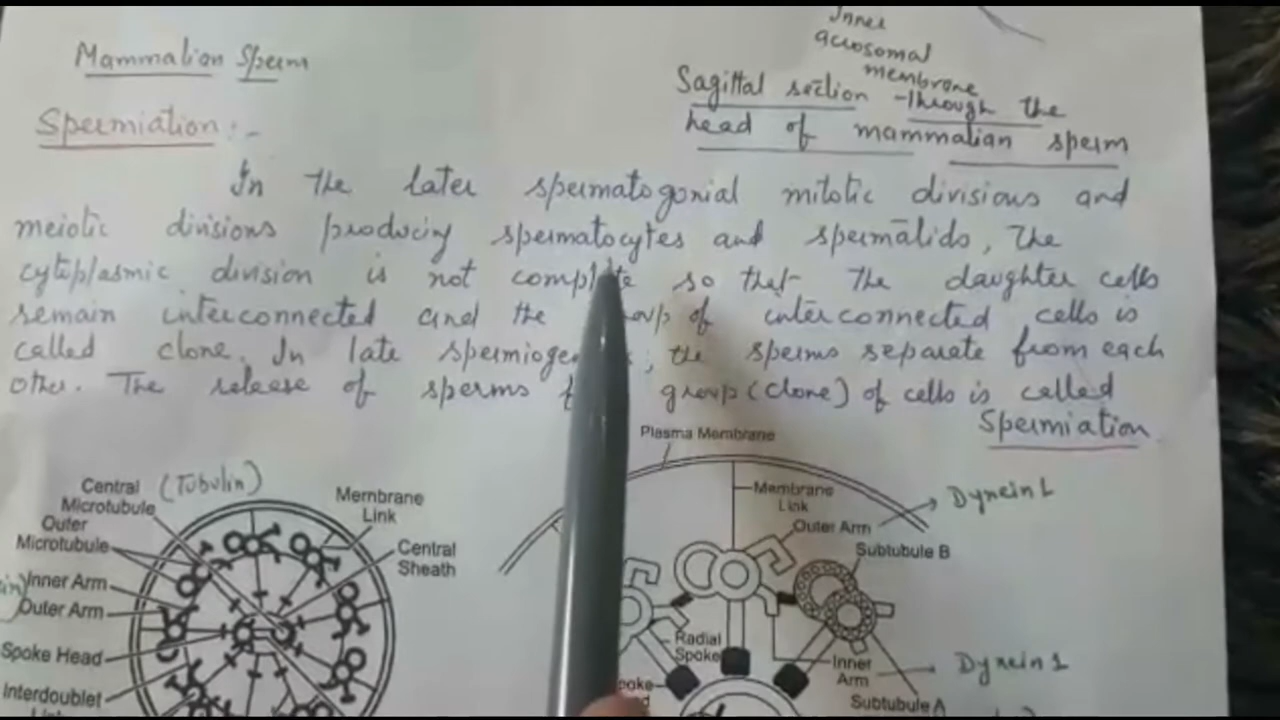 Mammalian Sperm
Inner
acrosomal
membrane
Sagittal section through the
head of mammalian sperm
Spermiation:-
In the later spermatogonial mitotic divisions and
meiotic divisions producing spermatocytes and spermatids, The
cytoplasmic division is not complete so that the daughter cells
remain interconnected and the of interconnected cells is
called clone. In late ; the sperms separate from each
other. The release of sperms group (clone) of cells is called
Spermiation
Plasma Membrane
Central (Tubulin)
Microtubule
Outer
Microtubule
Membrane
Link
Central
Sheath
Inner Arm
Outer Arm
Spoke Head
Interdoublet
Membrane
Link
Outer Arm
Dynein 1
Subtubule B
Radial
Spoke
Inner
Arm
Dynein 1
Subtubule A